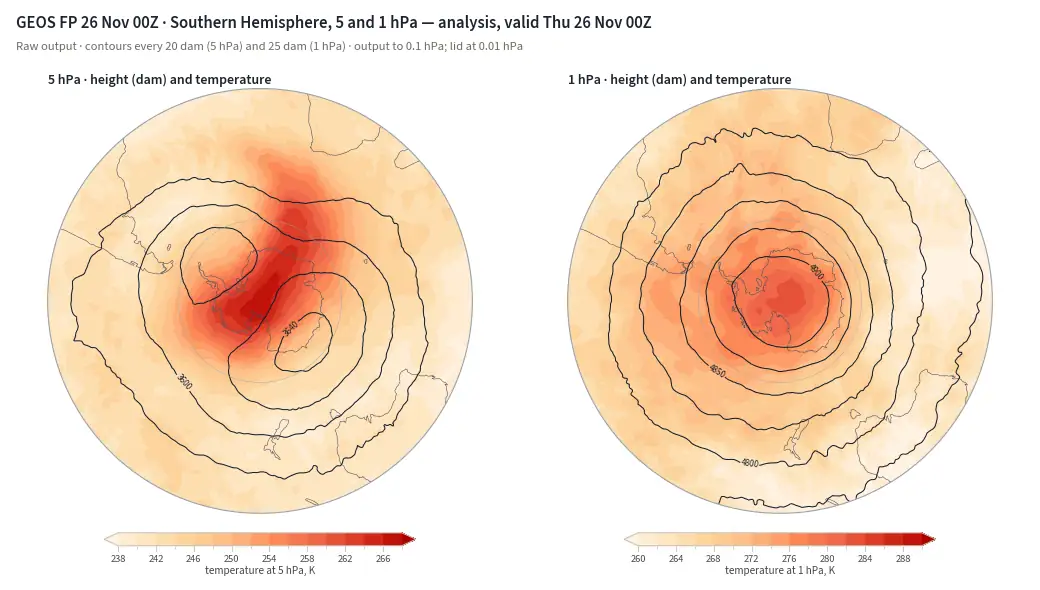 GEOS FP 26 Nov 00Z · Southern Hemisphere, 5 and 1 hPa — analysis, valid Thu 26 Nov 00Z
Raw output · contours every 20 dam (5 hPa) and 25 dam (1 hPa) · output to 0.1 hPa; lid at 0.01 hPa
5 hPa · height (dam) and temperature
1 hPa · height (dam) and temperature
3640
3600
4900
4850
4800
238 242 246 250 254 258 262 266
temperature at 5 hPa, K
260 264 268 272 276 280 284 288
temperature at 1 hPa, K